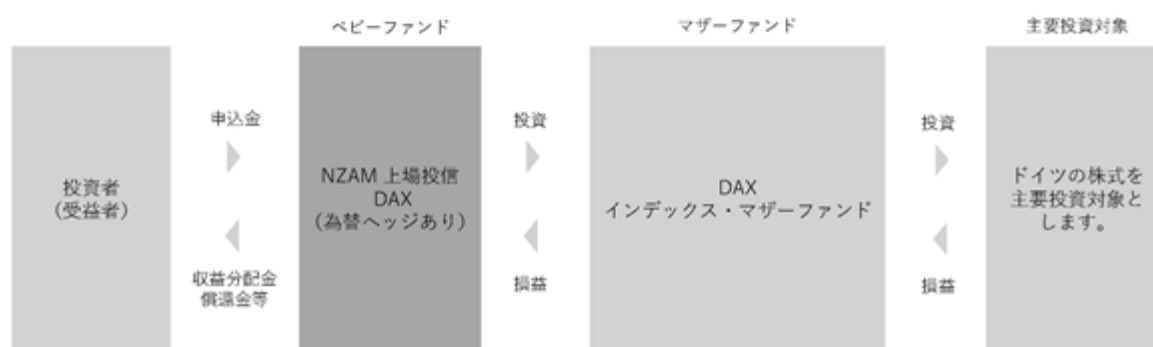 ベビーファンド
マザーファンド
主要投資対象
投資者
（受益者）
申込金
収益分配金
償還金等
NZAM 上場投信
DAX
（為替ヘッジあり）
投資
損益
DAX
インデックス・マザーファンド
投資
損益
ドイツの株式を
主要投資対象と
します。